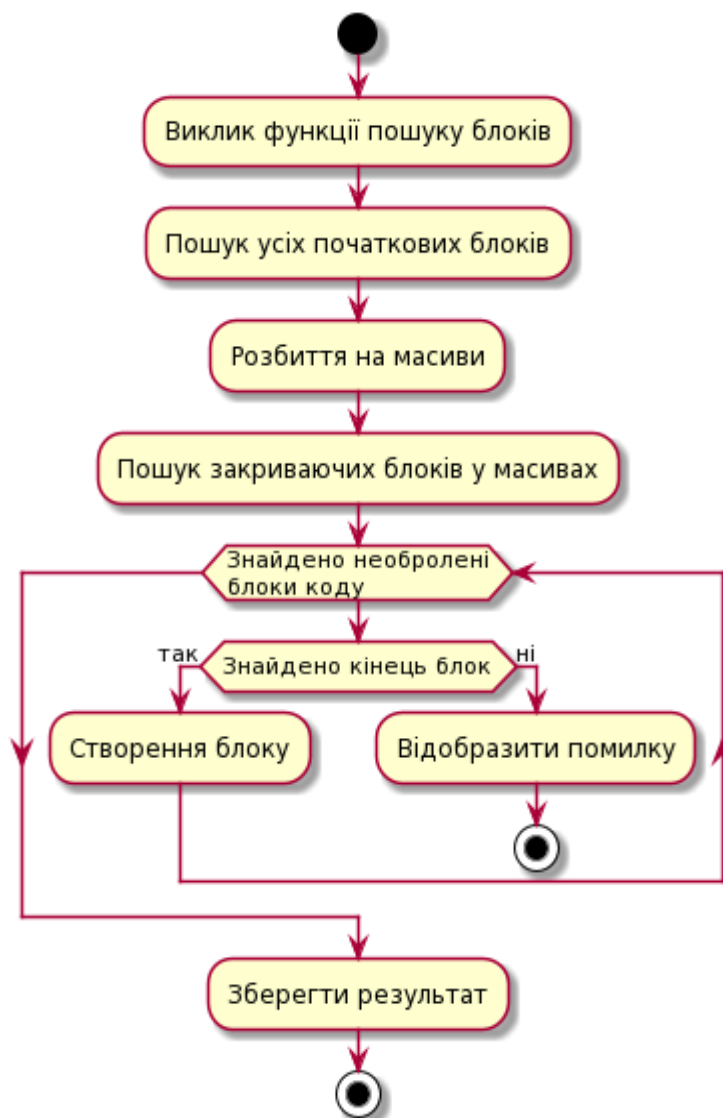 Виклик функції пошуку блоків
Пошук усіх початкових блоків
Розбиття на масиви
Пошук закриваючих блоків у масивах
Знайдено необролені
блоки коду
так
Знайдено кінець блок
ні
Створення блоку
Відобразити помилку
Зберегти результат